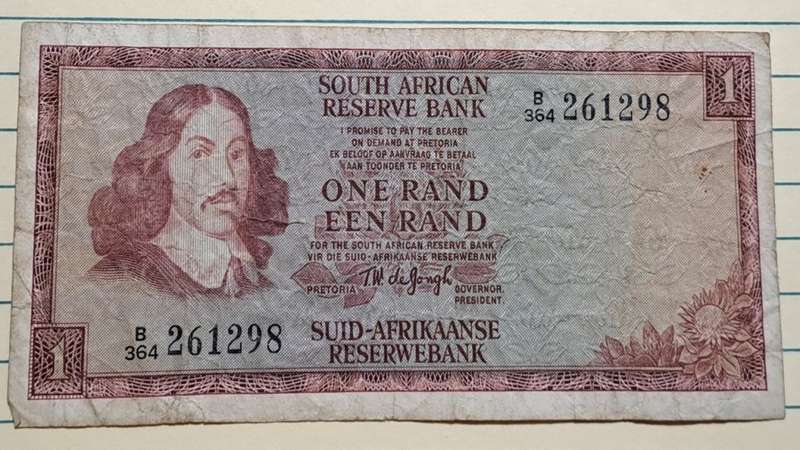 SOUTH AFRICAN
RESERVE BANK
B/364 261298
1
I PROMISE TO PAY THE BEARER
ON DEMAND AT PRETORIA
EK BELOOF OP AANVRAAG TE BETAAL
AAN TOONDER TE PRETORIA
ONE RAND
EEN RAND
FOR THE SOUTH AFRICAN RESERVE BANK
VIR DIE SUID-AFRIKAANSE RESERWEBANK
T.W. de Jongh
PRETORIA
GOVERNOR
PRESIDENT.
B/364 261298
SUID-AFRIKAANSE
RESERWEBANK
1